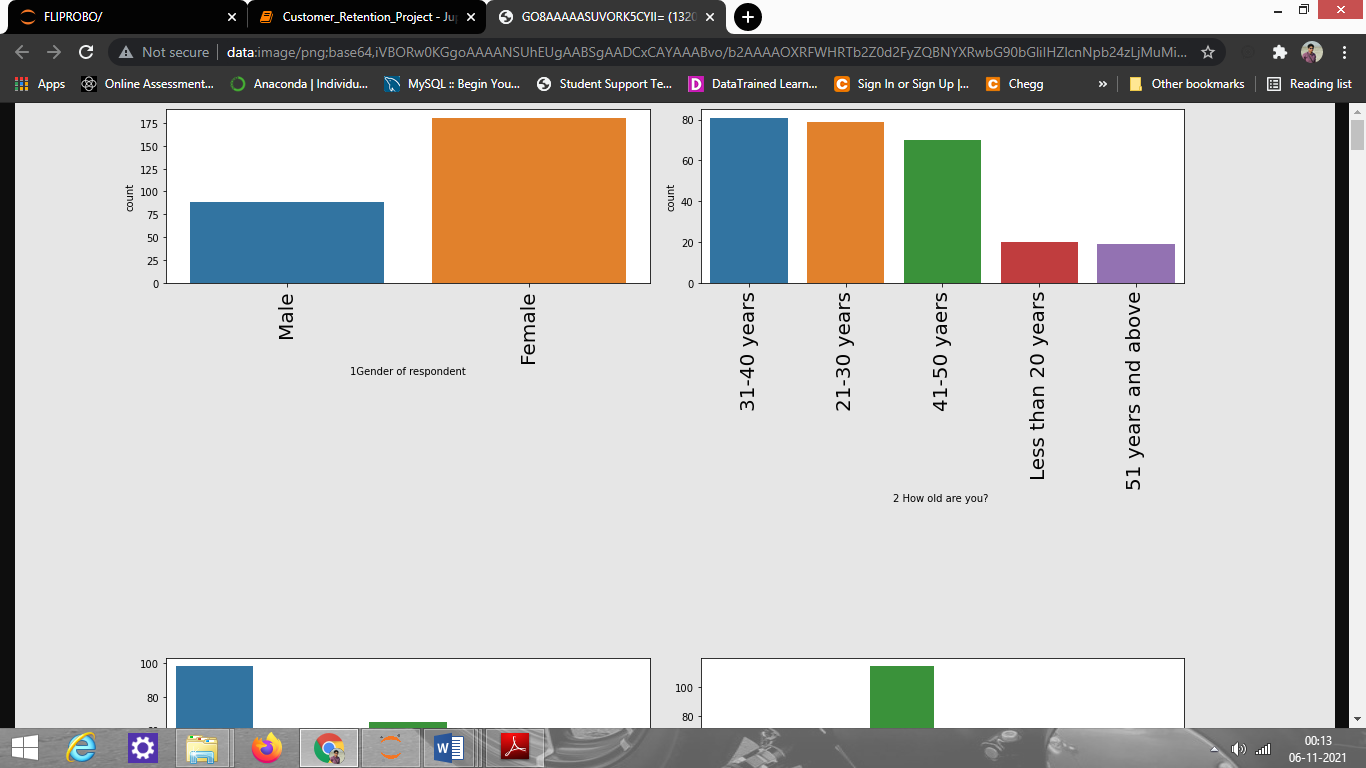 FLIPROBO/
Customer_Retention_Project - Ju
GO8AAAAASUVORK5CYII= (1320
Not secure
data:image/png;base64,iVBORw0KGgoAAAANSUhEUgAABSgAADCxCAYAAABvo/b2AAAAOXRFWHRTb2Z0d2FyZQBNYXRwbG90bGliIHZlcnNpb24zLjMuMi...
Apps
Online Assessment...
Anaconda | Individu...
MySQL :: Begin You...
Student Support Te...
DataTrained Learn...
Sign In or Sign Up |...
Chegg
»
Other bookmarks
Reading list
175
150
125
100
75
50
25
0
count
Male
Female
1Gender of respondent
80
60
40
20
0
count
31-40 years
21-30 years
41-50 yaers
Less than 20 years
51 years and above
2 How old are you?
100
80
100
80
00:13
06-11-2021